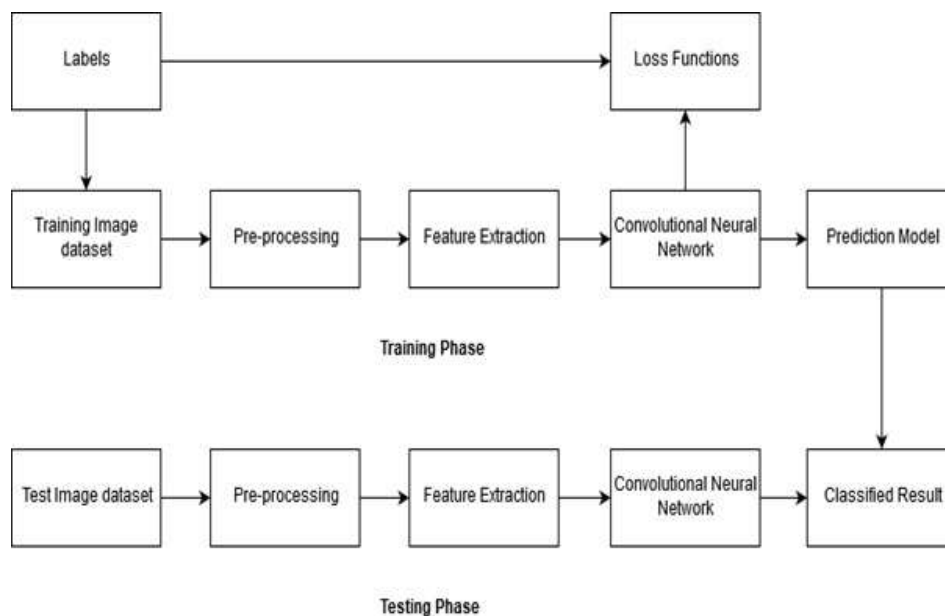 Labels
Loss Functions
Training Image
dataset
Pre-processing
Feature Extraction
Convolutional Neural
Network
Prediction Model
Training Phase
Test Image dataset
Pre-processing
Feature Extraction
Convolutional Neural
Network
Classified Result
Testing Phase